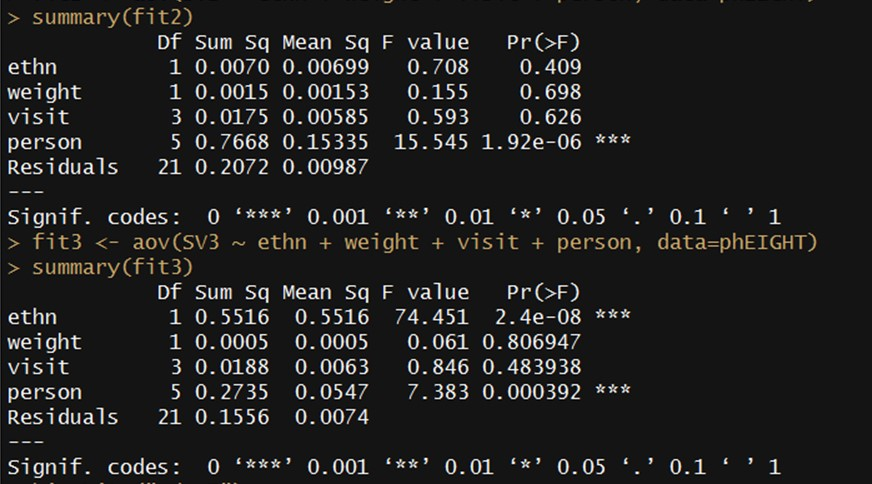 > summary(fit2)
Df Sum Sq Mean Sq F value Pr(>F)
ethn 1 0.0070 0.00699 0.708 0.409
weight 1 0.0015 0.00153 0.155 0.698
visit 3 0.0175 0.00585 0.593 0.626
person 5 0.7668 0.15335 15.545 1.92e-06 ***
Residuals 21 0.2072 0.00987
---
Signif. codes: 0 ‘***’ 0.001 ‘**’ 0.01 ‘*’ 0.05 ‘.’ 0.1 ‘ ’ 1
> fit3 <- aov(SV3 ~ ethn + weight + visit + person, data=phEIGHT)
> summary(fit3)
Df Sum Sq Mean Sq F value Pr(>F)
ethn 1 0.5516 0.5516 74.451 2.4e-08 ***
weight 1 0.0005 0.0005 0.061 0.806947
visit 3 0.0188 0.0063 0.846 0.483938
person 5 0.2735 0.0547 7.383 0.000392 ***
Residuals 21 0.1556 0.0074
---
Signif. codes: 0 ‘***’ 0.001 ‘**’ 0.01 ‘*’ 0.05 ‘.’ 0.1 ‘ ’ 1